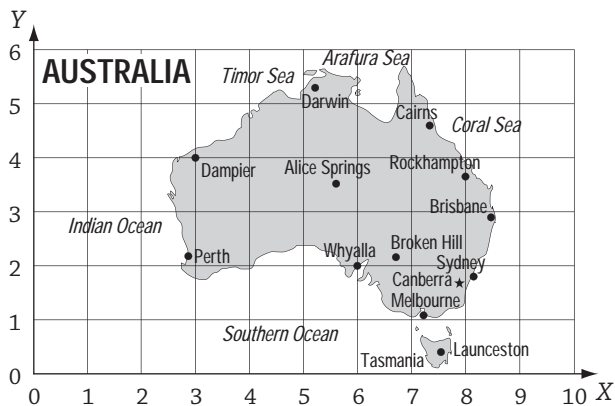 Y
6
AUSTRALIA
Arafura Sea
Timor Sea
5
Darwin
Cairns
Coral Sea
4
Dampier
Alice Springs
Rockhampton
3
Brisbane
Indian Ocean
Perth
Whyalla
Broken Hill
Sydney
2
Canberra
Melbourne
1
Southern Ocean
Launceston
Tasmania
0
0 1 2 3 4 5 6 7 8 9 10 X